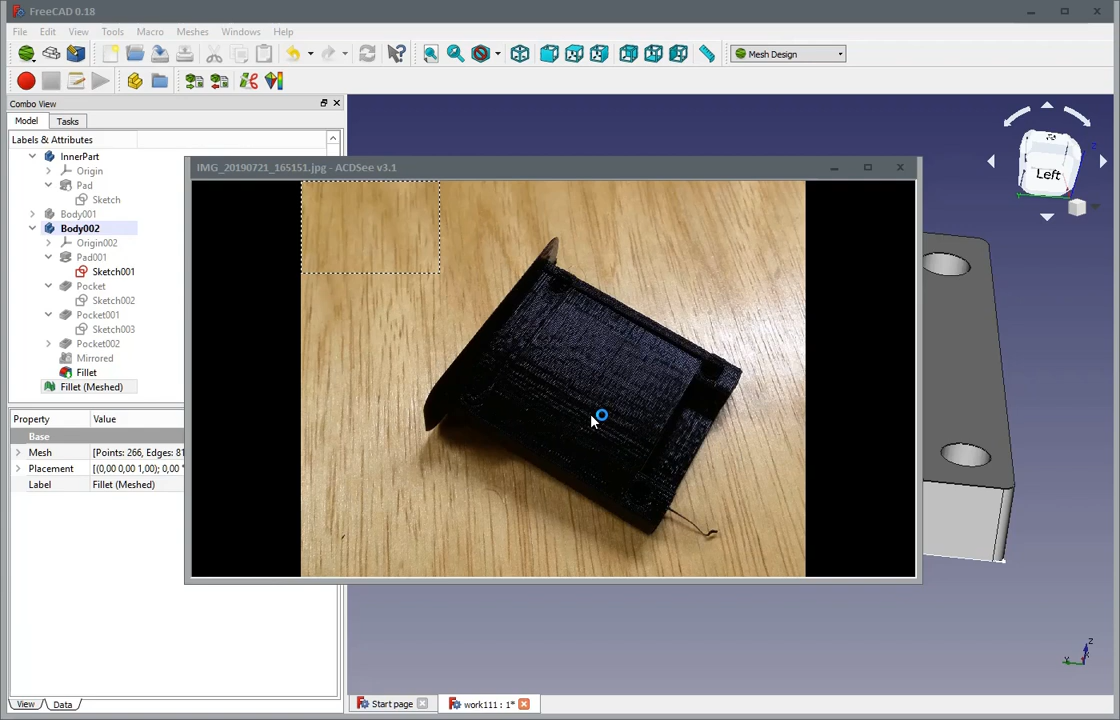 FreeCAD 0.18
File Edit View Tools Macro Meshes Windows Help
Mesh Design
Combo View
Model Tasks
Labels & Attributes
InnerPart
Origin
Pad
Sketch
Body001
Body002
Origin002
Pad001
Sketch001
Pocket
Sketch002
Pocket001
Sketch003
Pocket002
Mirrored
Fillet
Fillet (Meshed)
Property Value
Base
Mesh [Points: 266, Edges: 81
Placement [(0,00 0,00 1,00); 0,00 °
Label Fillet (Meshed)
View Data
IMG_20190721_165151.jpg - ACDSee v3.1
Left
Z
Start page
work111 : 1*